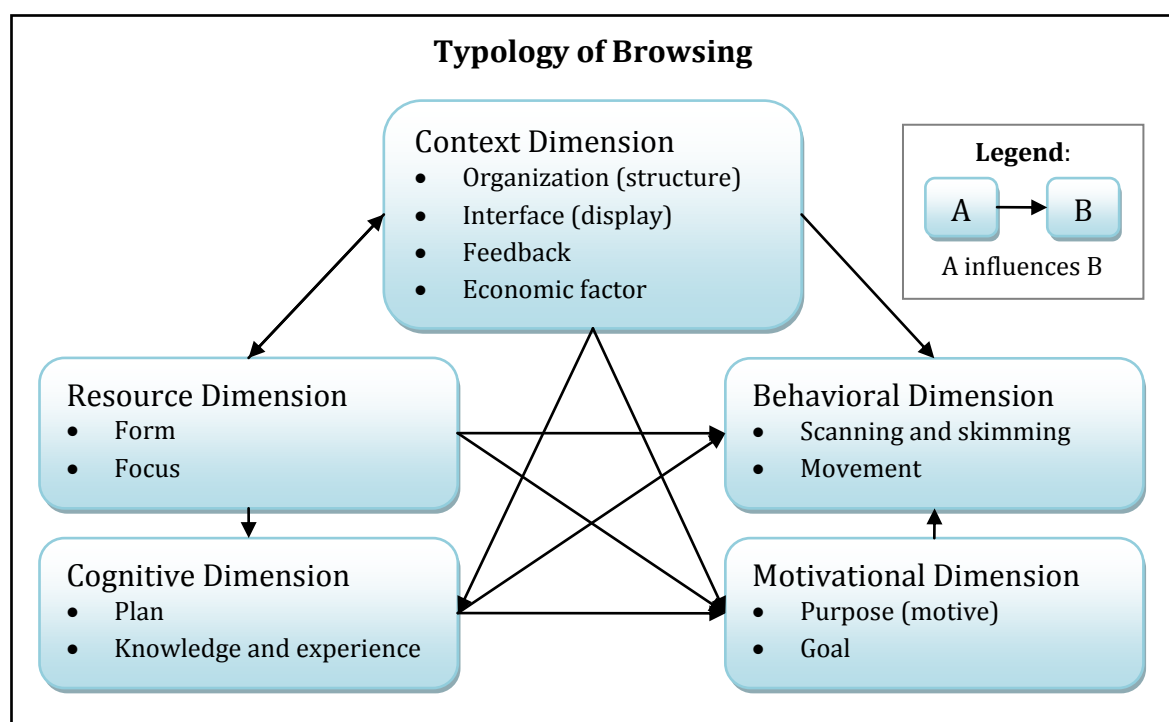 Typology of Browsing
Context Dimension
• Organization (structure)
• Interface (display)
• Feedback
• Economic factor
Legend:
A
B
A influences B
Resource Dimension
• Form
• Focus
Behavioral Dimension
• Scanning and skimming
• Movement
Cognitive Dimension
• Plan
• Knowledge and experience
Motivational Dimension
• Purpose (motive)
• Goal